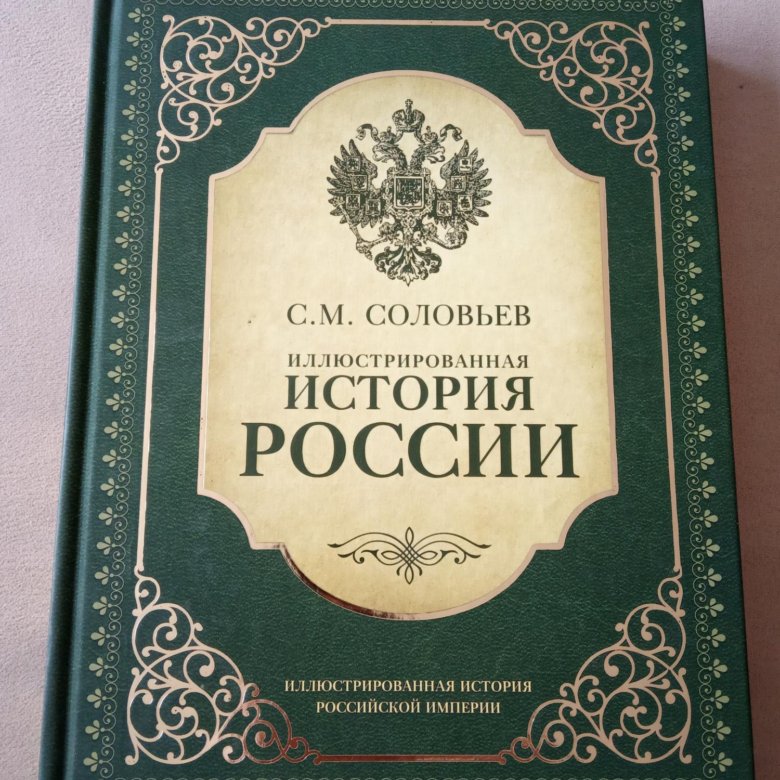 С.М. СОЛОВЬЕВ
ИЛЛЮСТРИРОВАННАЯ
ИСТОРИЯ
РОССИИ
ИЛЛЮСТРИРОВАННАЯ ИСТОРИЯ
РОССИЙСКОЙ ИМПЕРИИ